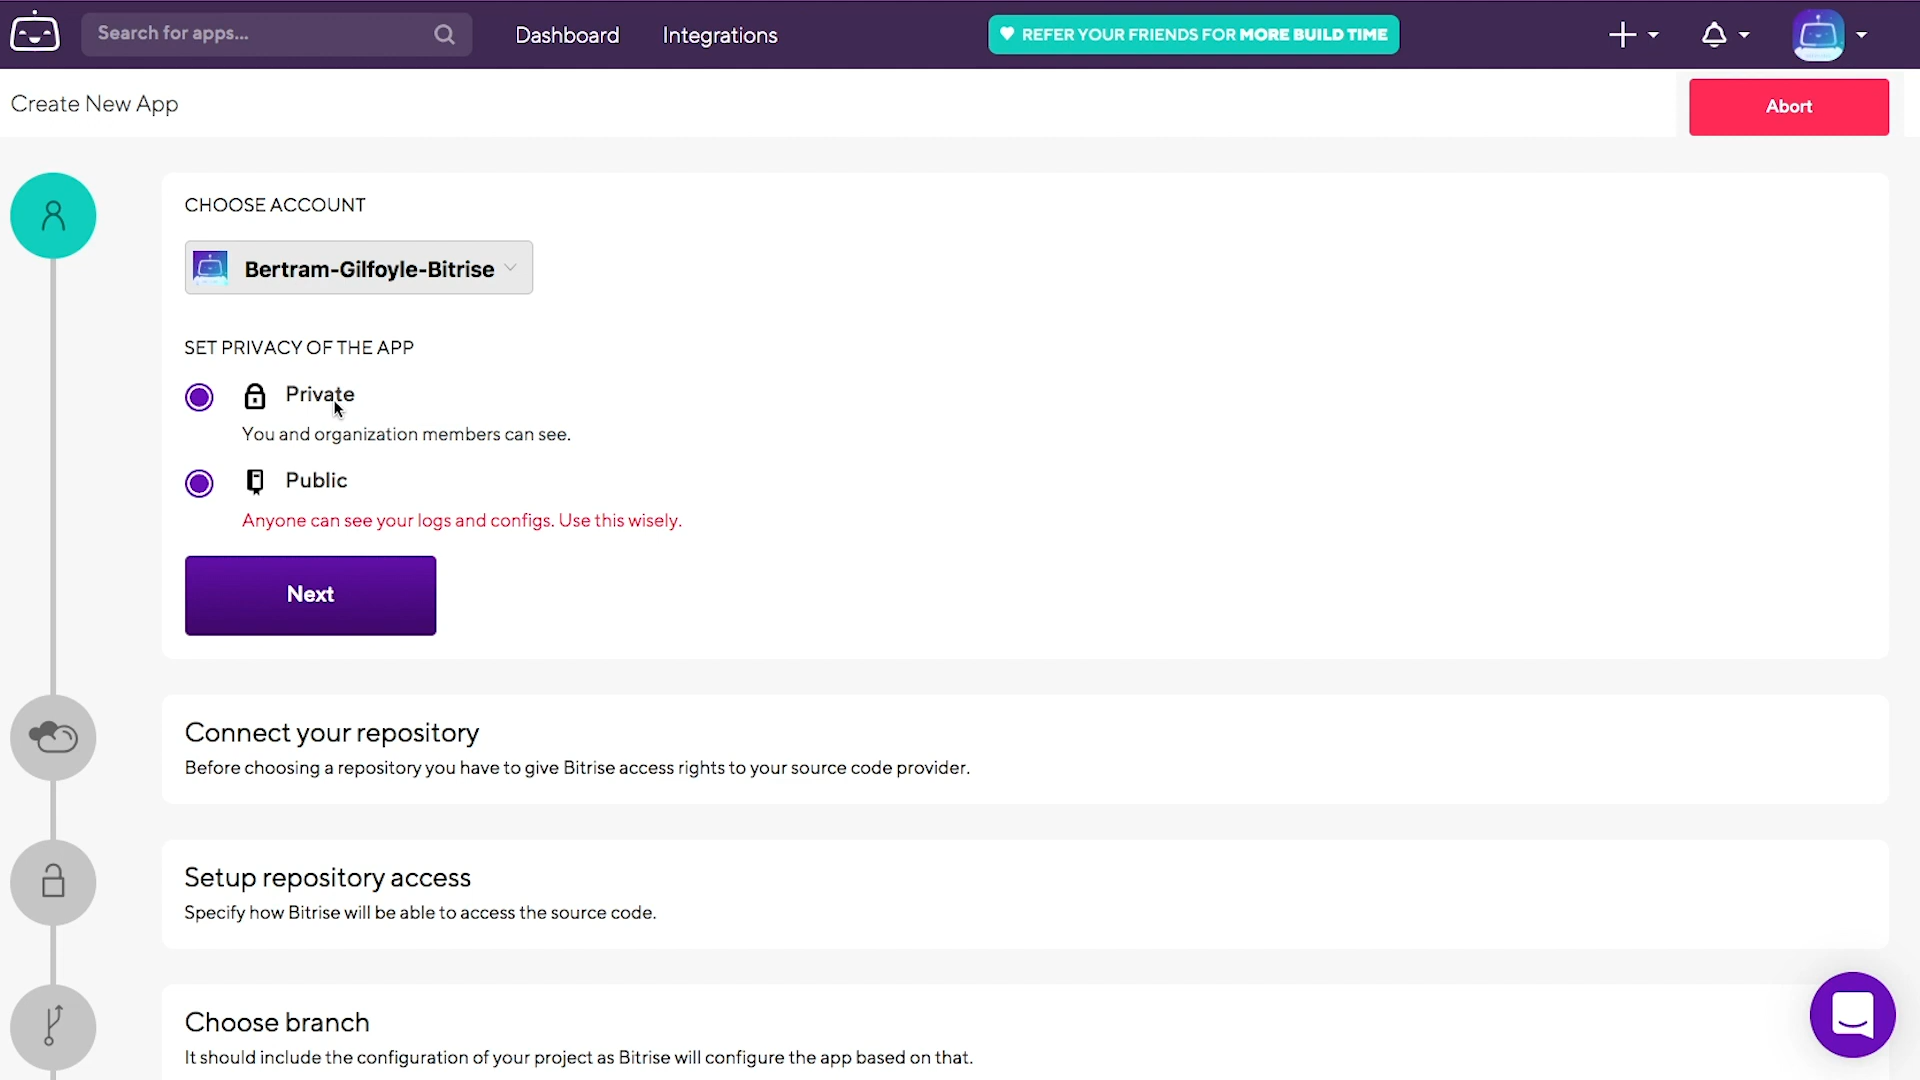 Search for apps...
Dashboard
Integrations
REFER YOUR FRIENDS FOR MORE BUILD TIME
Create New App
Abort
CHOOSE ACCOUNT
Bertram-Gilfoyle-Bitrise
SET PRIVACY OF THE APP
Private
You and organization members can see.
Public
Anyone can see your logs and configs. Use this wisely.
Next
Connect your repository
Before choosing a repository you have to give Bitrise access rights to your source code provider.
Setup repository access
Specify how Bitrise will be able to access the source code.
Choose branch
It should include the configuration of your project as Bitrise will configure the app based on that.